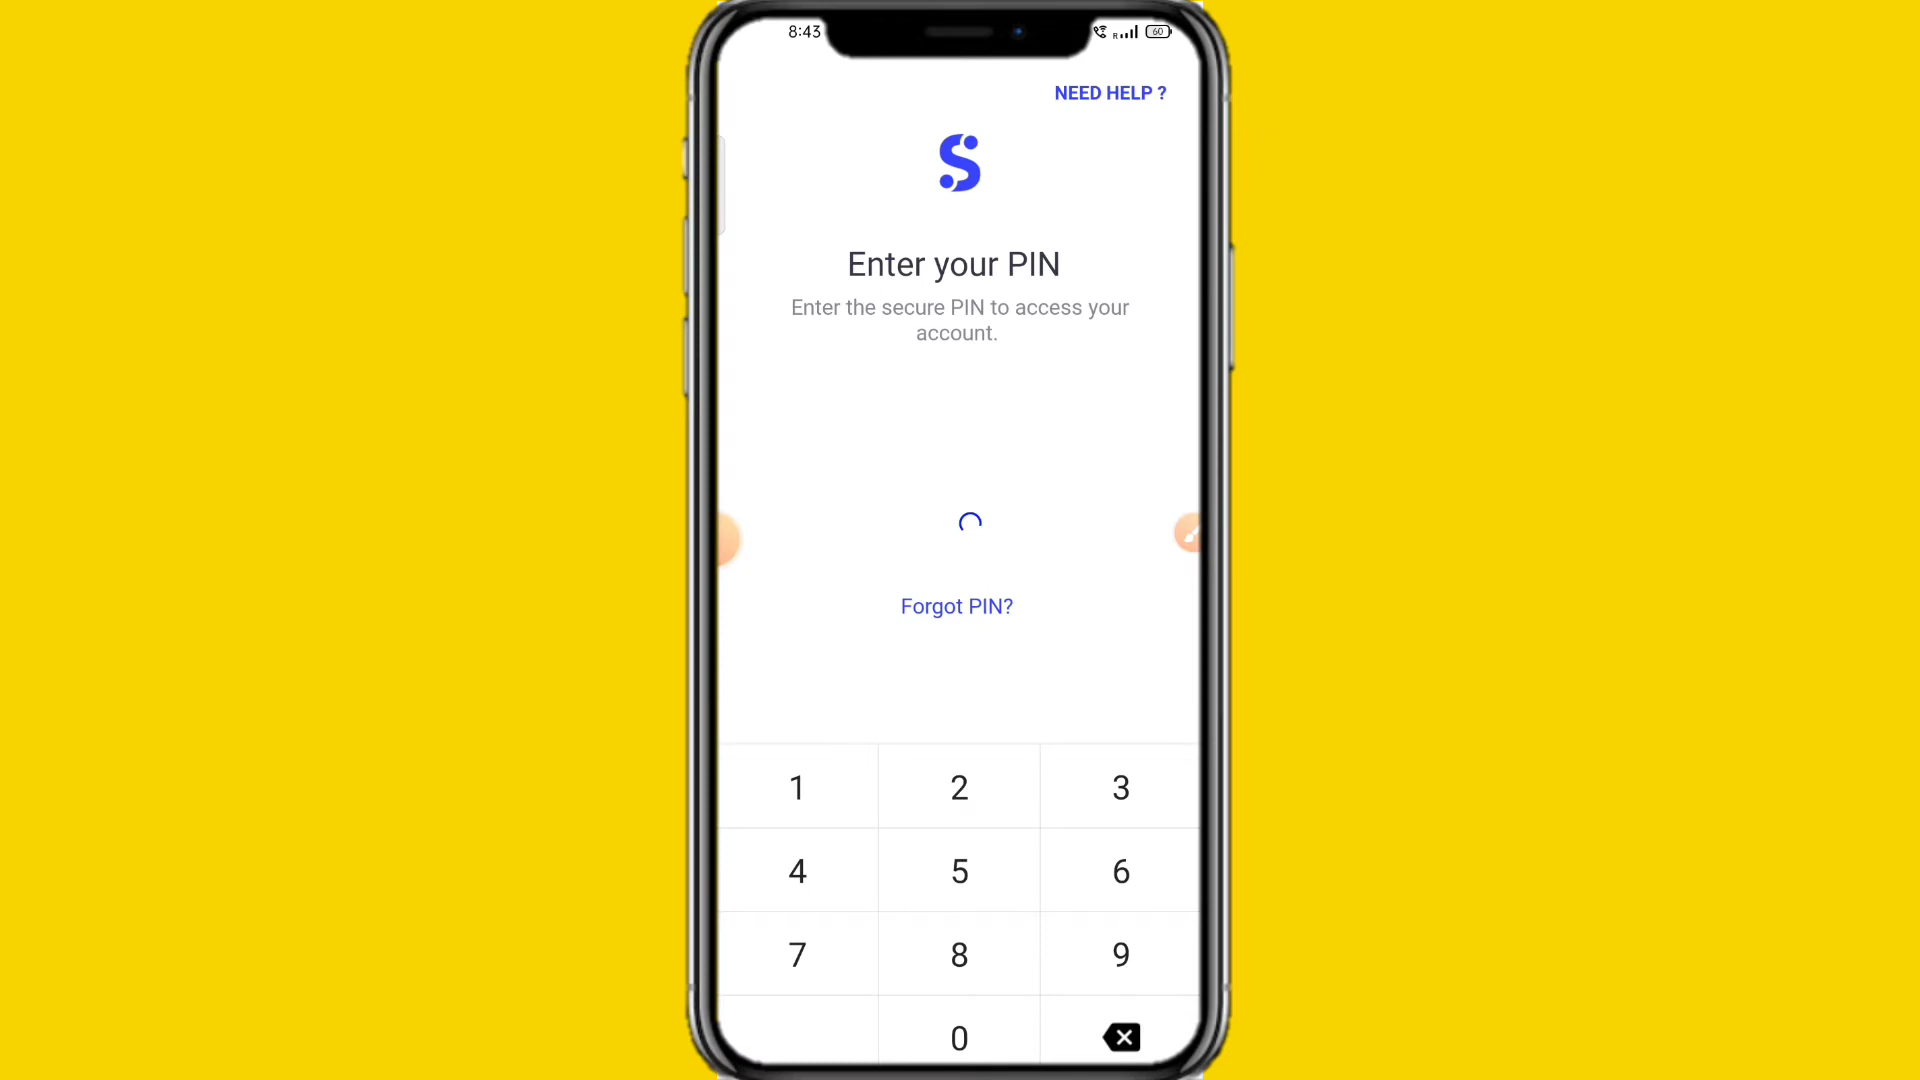 8:43
R 60
NEED HELP ?
S
Enter your PIN
Enter the secure PIN to access your
account.
Forgot PIN?
1 2 3
4 5 6
7 8 9
0